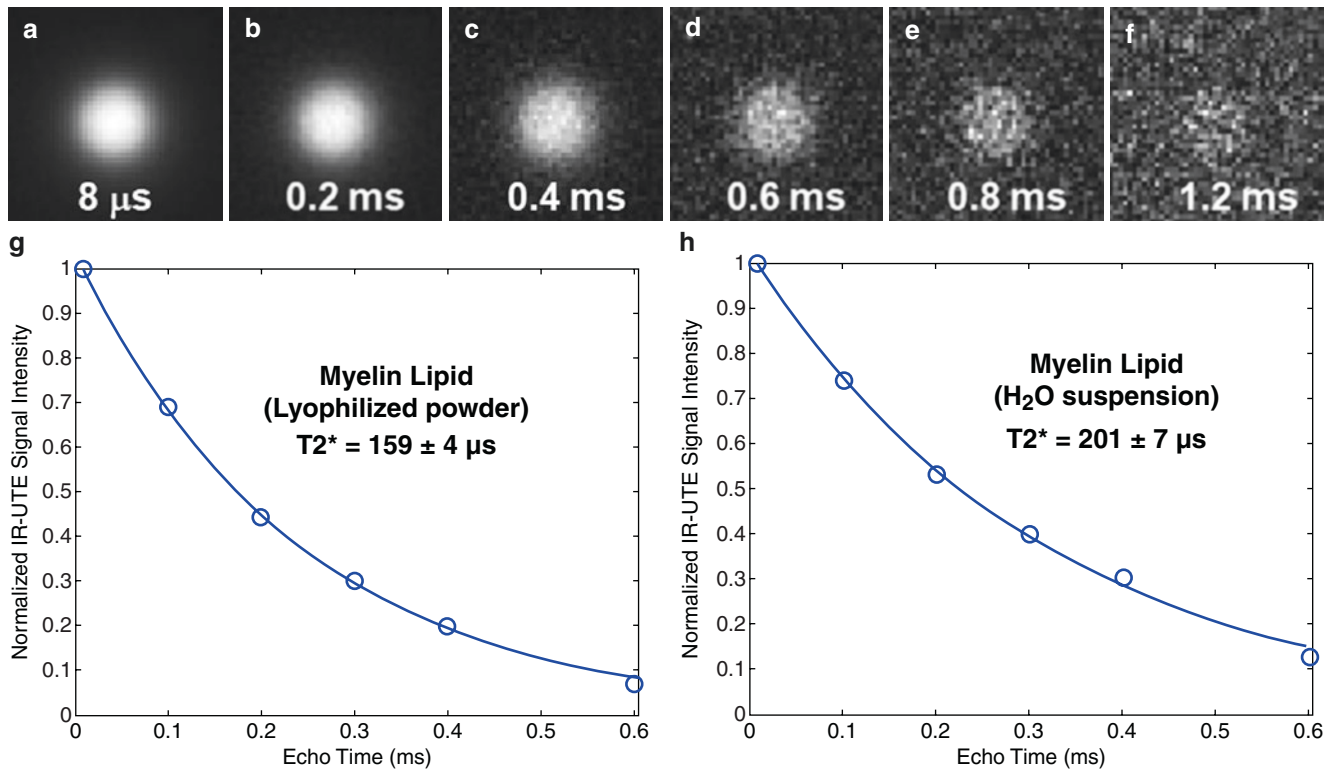 a
b
c
d
e
f
8 μs
0.2 ms
0.4 ms
0.6 ms
0.8 ms
1.2 ms
g
Normalized IR-UTE Signal Intensity
1
0.9
0.8
0.7
0.6
0.5
0.4
0.3
0.2
0.1
0
Myelin Lipid
(Lyophilized powder)
T2* = 159 ± 4 μs
0 0.1 0.2 0.3 0.4 0.5 0.6
Echo Time (ms)
h
Normalized IR-UTE Signal Intensity
1
0.9
0.8
0.7
0.6
0.5
0.4
0.3
0.2
0.1
0
Myelin Lipid
(H₂O suspension)
T2* = 201 ± 7 μs
0 0.1 0.2 0.3 0.4 0.5 0.6
Echo Time (ms)